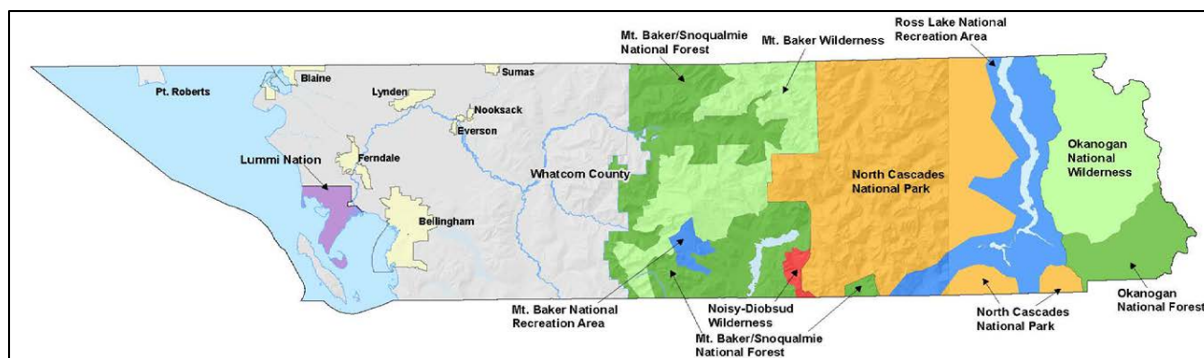 Ross Lake National
Recreation Area
Mt. Baker/Snoqualmie
National Forest
Mt. Baker Wilderness
Blaine
Sumas
Pt. Roberts
Lynden
Nooksack
Everson
Ferndale
Lummi Nation
Whatcom County
North Cascades
National Park
Okanogan
National
Wilderness
Bellingham
Mt. Baker National
Recreation Area
Noisy-Diobsud
Wilderness
Mt. Baker/Snoqualmie
National Forest
North Cascades
National Park
Okanogan
National Forest